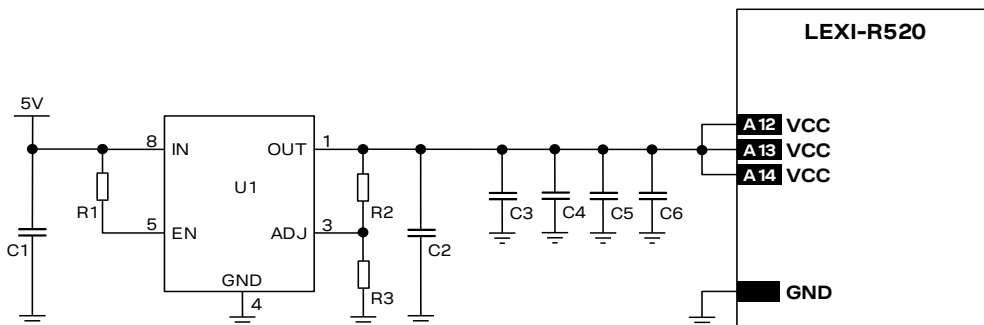 LEXI-R520
5V
A12 VCC
8 IN OUT 1
A13 VCC
A14 VCC
U1
R1 R2
C3 C4 C5 C6
5 EN ADJ 3
C1 C2
GND
R3 GND
4